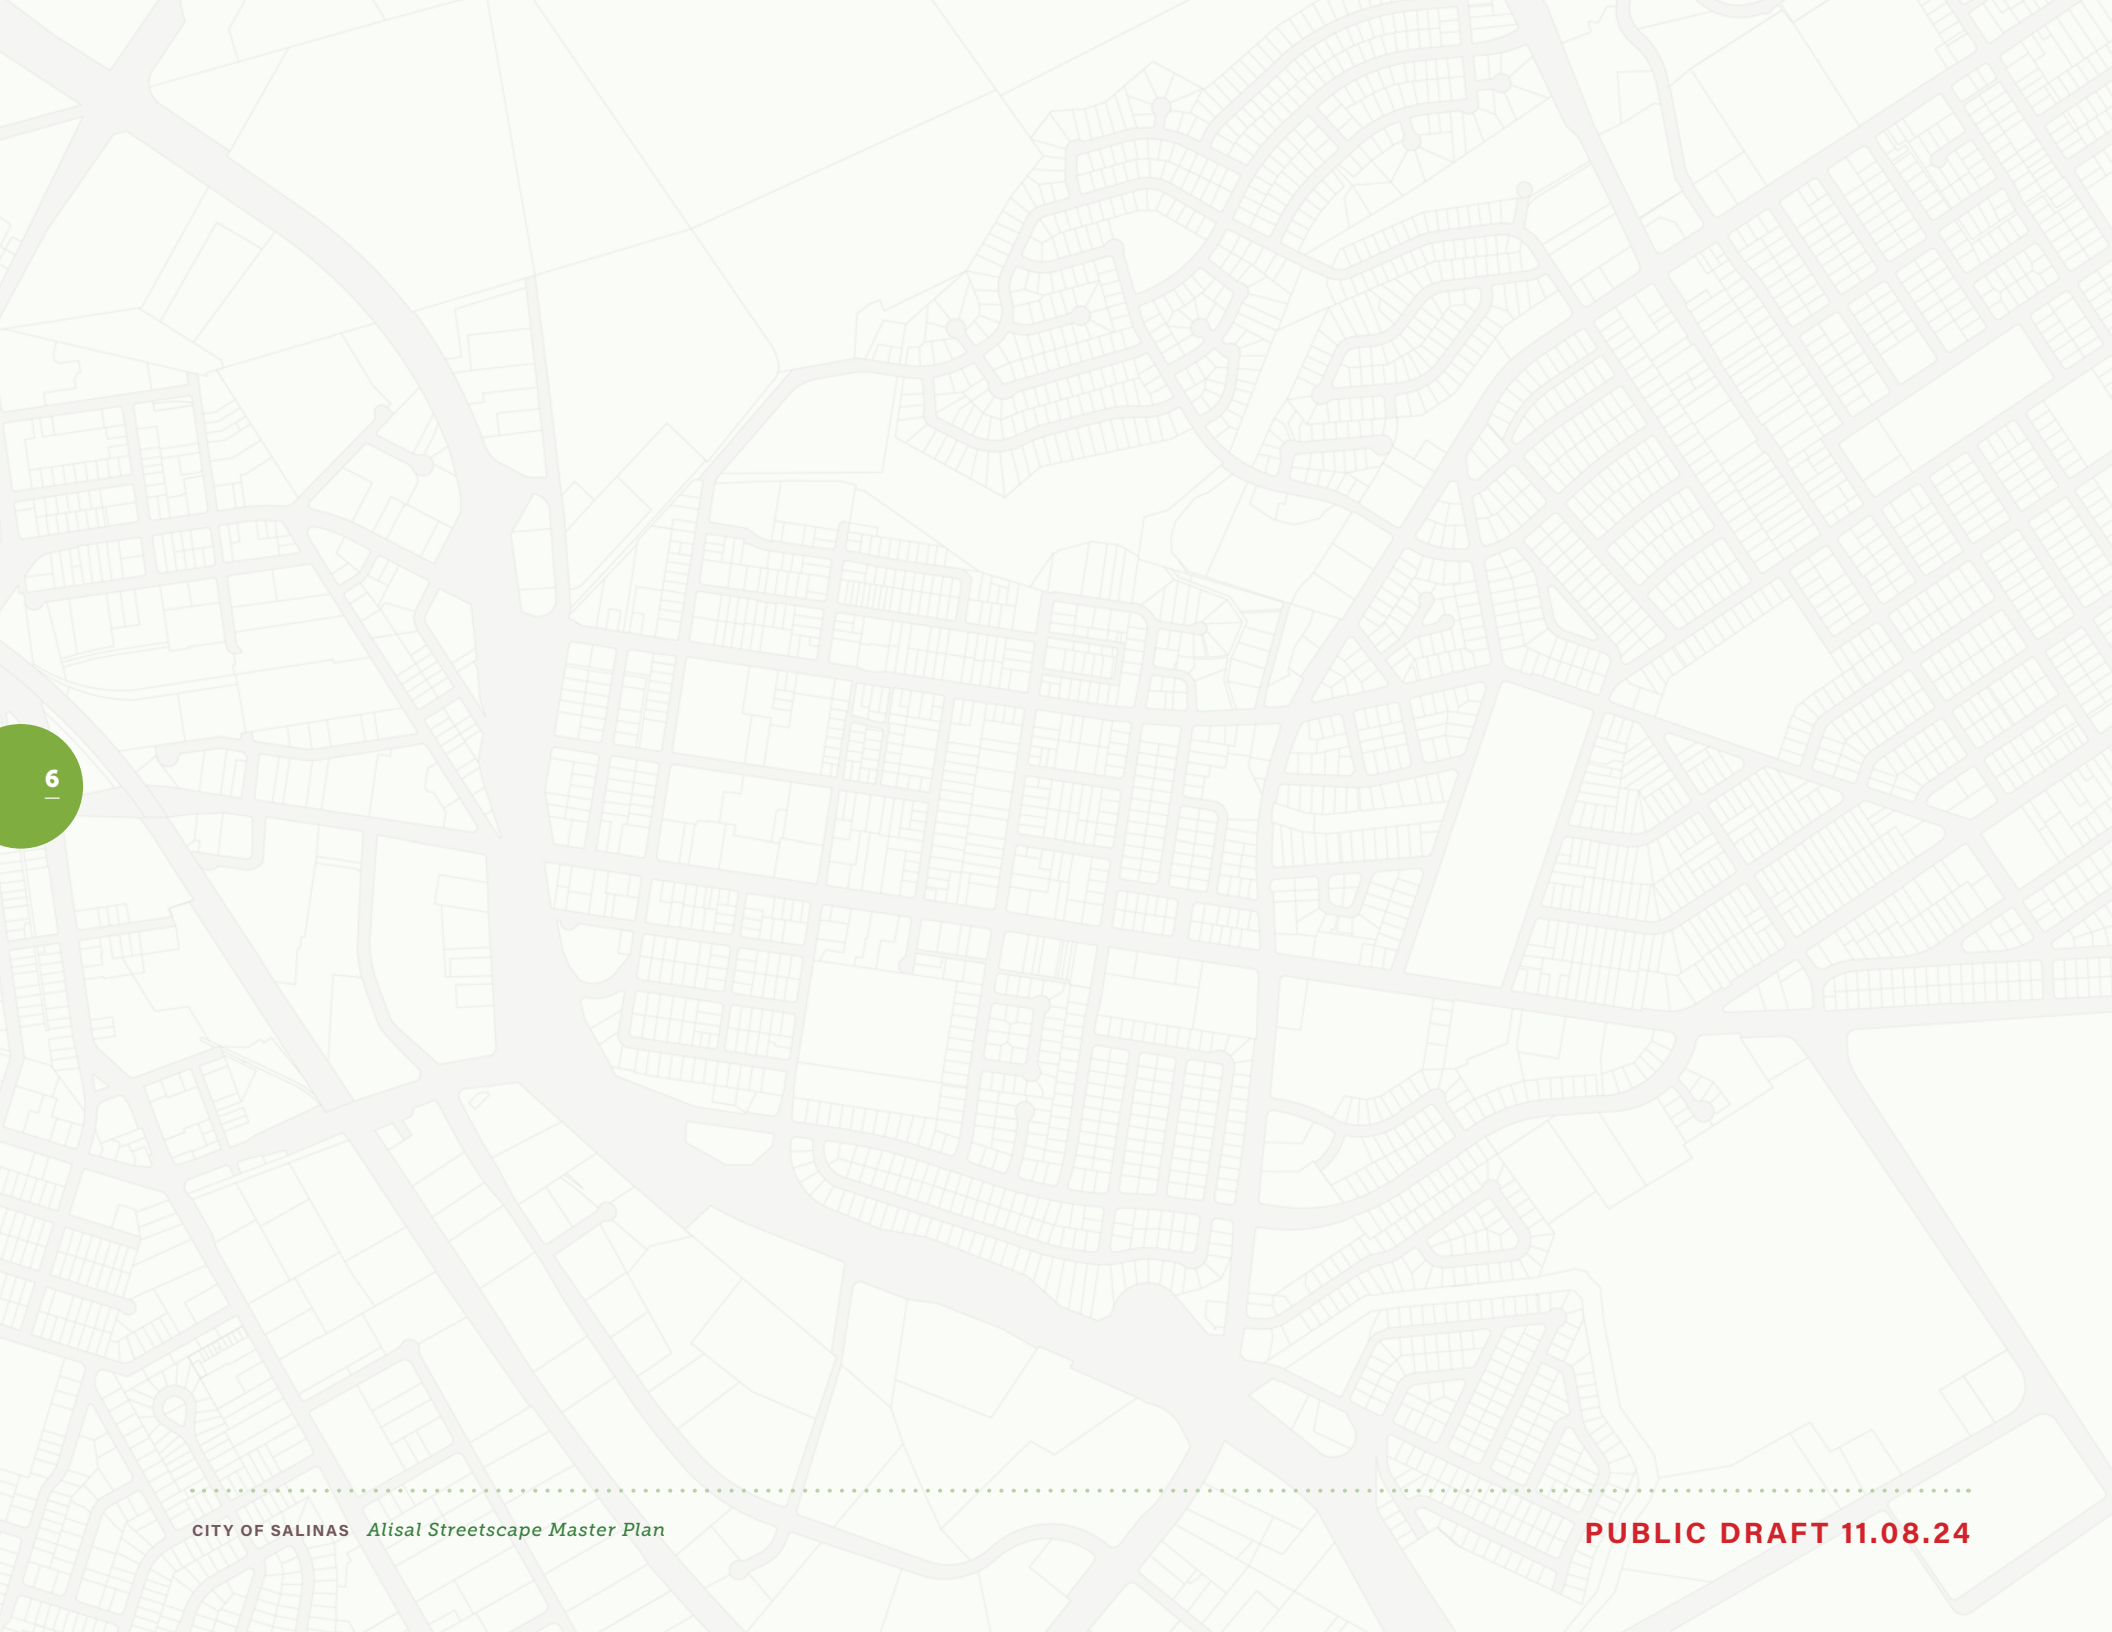 6
CITY OF SALINAS Alisal Streetscape Master Plan
PUBLIC DRAFT 11.08.24